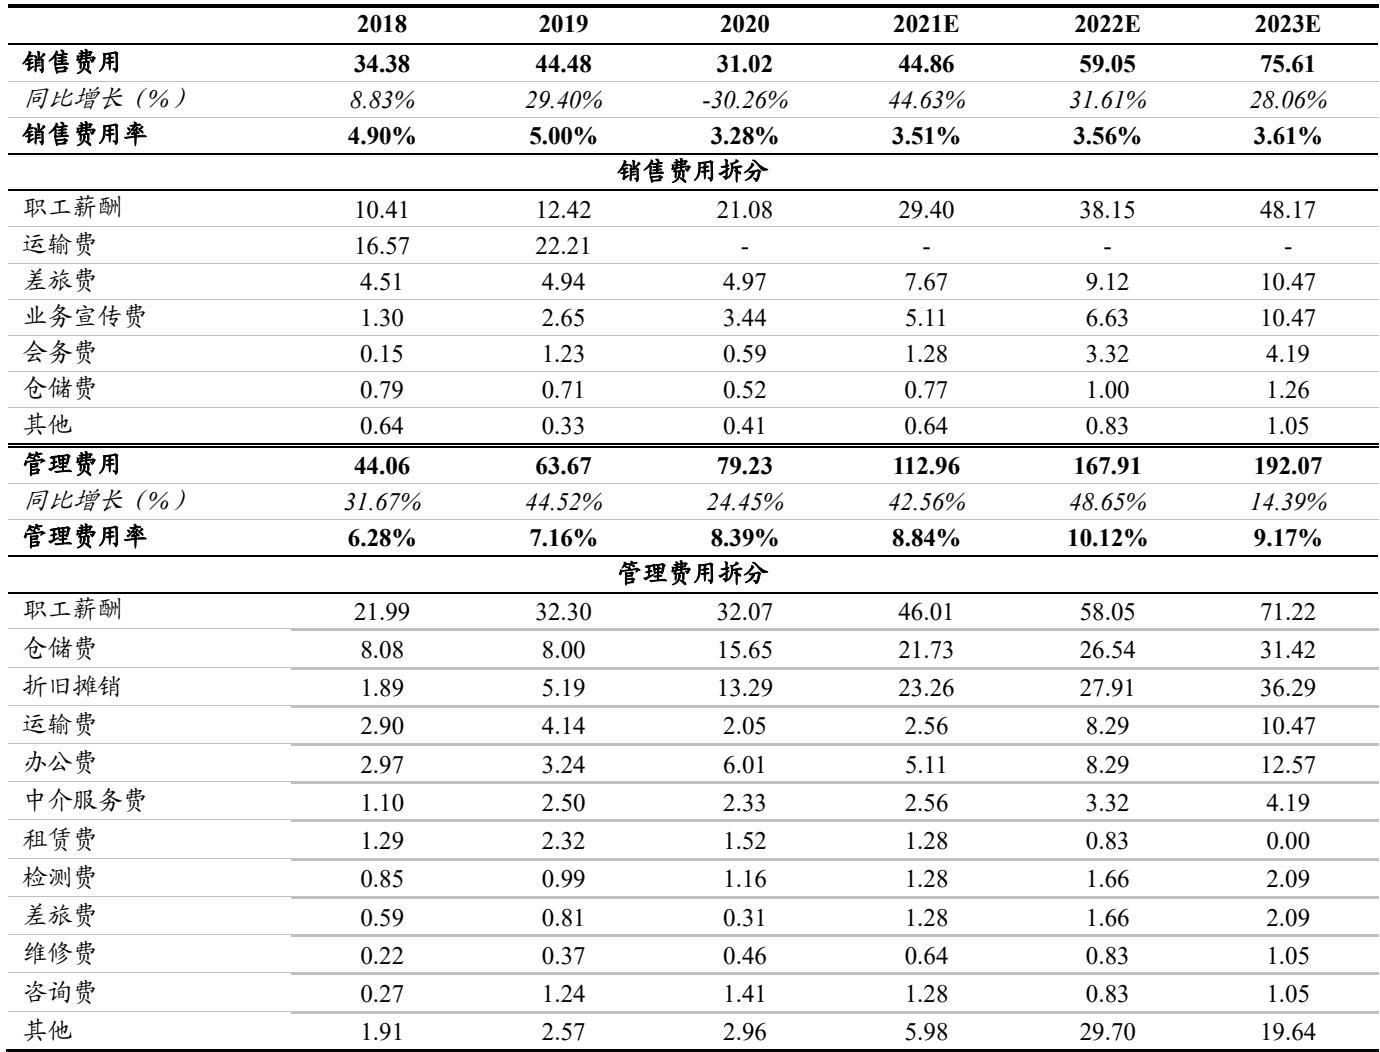 2018 2019 2020 2021E 2022E 2023E
销售费用 34.38 44.48 31.02 44.86 59.05 75.61
同比增长（%） 8.83% 29.40% -30.26% 44.63% 31.61% 28.06%
销售费用率 4.90% 5.00% 3.28% 3.51% 3.56% 3.61%
销售费用拆分
职工薪酬 10.41 12.42 21.08 29.40 38.15 48.17
运输费 16.57 22.21 - - - -
差旅费 4.51 4.94 4.97 7.67 9.12 10.47
业务宣传费 1.30 2.65 3.44 5.11 6.63 10.47
会务费 0.15 1.23 0.59 1.28 3.32 4.19
仓储费 0.79 0.71 0.52 0.77 1.00 1.26
其他 0.64 0.33 0.41 0.64 0.83 1.05
管理费用 44.06 63.67 79.23 112.96 167.91 192.07
同比增长（%） 31.67% 44.52% 24.45% 42.56% 48.65% 14.39%
管理费用率 6.28% 7.16% 8.39% 8.84% 10.12% 9.17%
管理费用拆分
职工薪酬 21.99 32.30 32.07 46.01 58.05 71.22
仓储费 8.08 8.00 15.65 21.73 26.54 31.42
折旧摊销 1.89 5.19 13.29 23.26 27.91 36.29
运输费 2.90 4.14 2.05 2.56 8.29 10.47
办公费 2.97 3.24 6.01 5.11 8.29 12.57
中介服务费 1.10 2.50 2.33 2.56 3.32 4.19
租赁费 1.29 2.32 1.52 1.28 0.83 0.00
检测费 0.85 0.99 1.16 1.28 1.66 2.09
差旅费 0.59 0.81 0.31 1.28 1.66 2.09
维修费 0.22 0.37 0.46 0.64 0.83 1.05
咨询费 0.27 1.24 1.41 1.28 0.83 1.05
其他 1.91 2.57 2.96 5.98 29.70 19.64